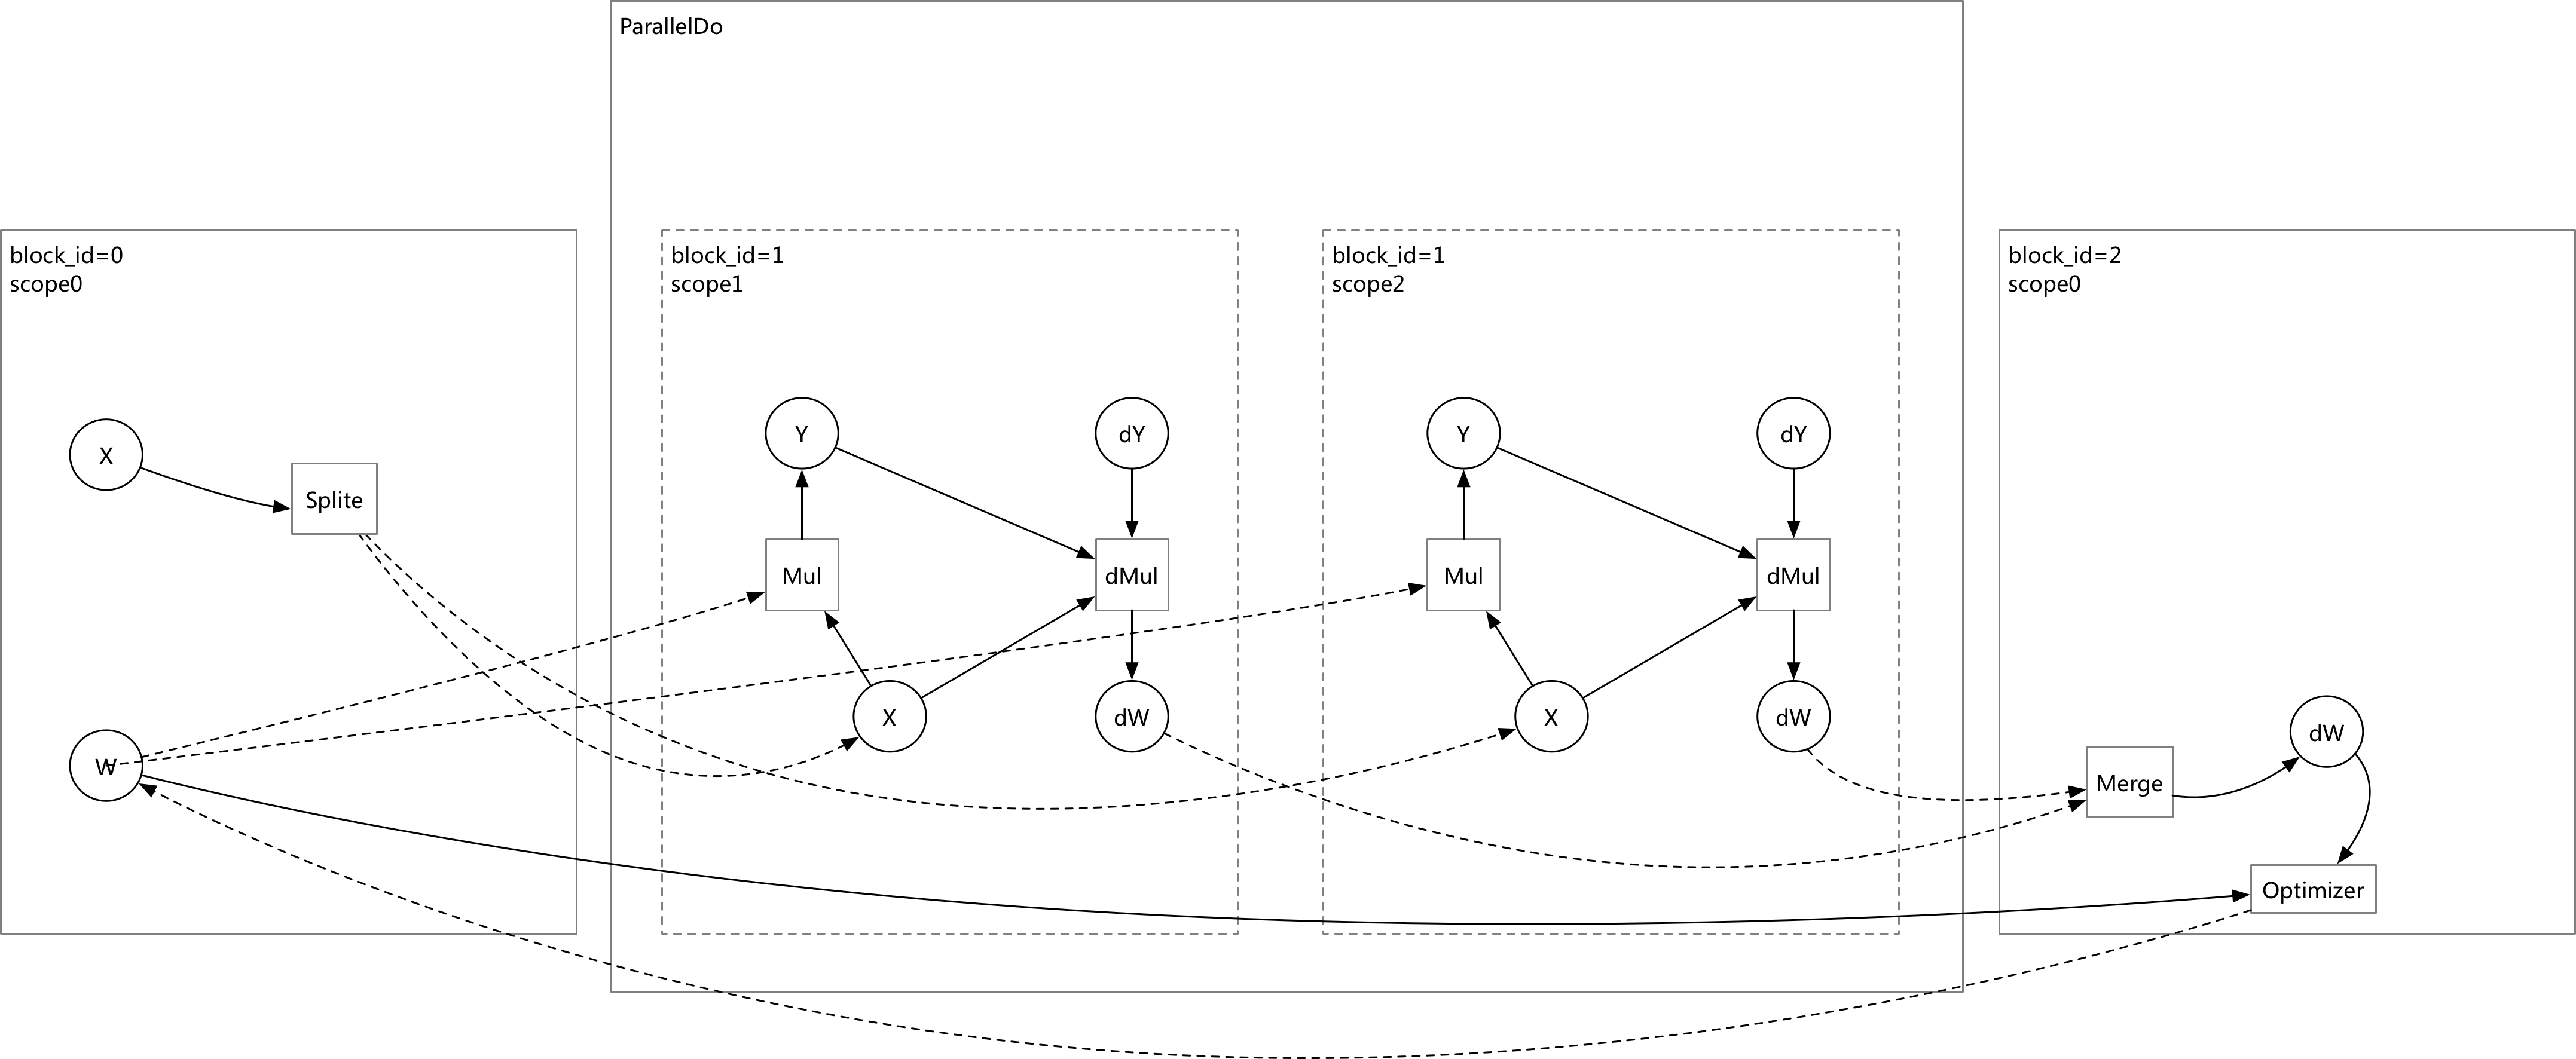 ParallelDo
block_id=0
scope0
X
Splite
W
block_id=1
scope1
Y
dY
Mul
dMul
X
dW
block_id=1
scope2
Y
dY
Mul
dMul
X
dW
block_id=2
scope0
dW
Merge
Optimizer